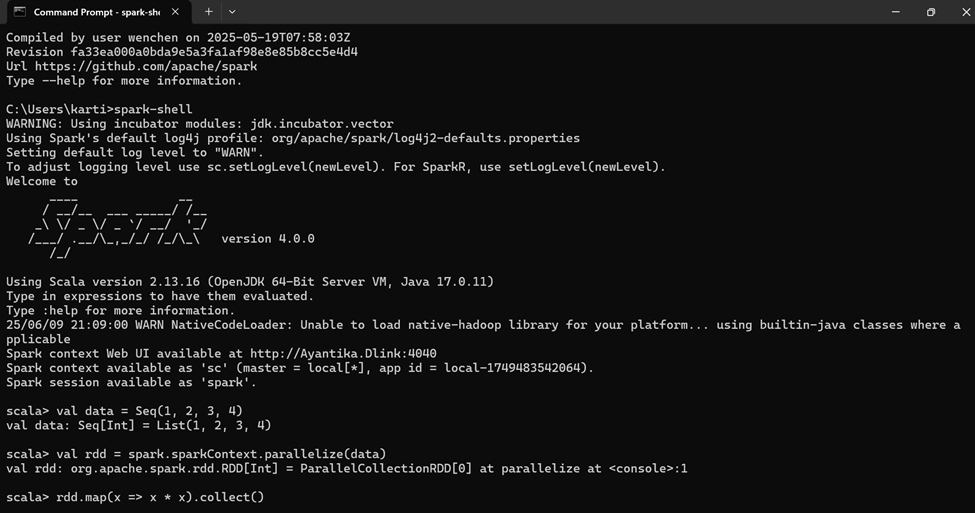 Command Prompt - spark-she
Compiled by user wenchen on 2025-05-19T07:58:03Z
Revision fa33ea000a0bda9e5a3fa1af98e8e85b8cc5e4d4
Url https://github.com/apache/spark
Type --help for more information.
C:\Users\karti>spark-shell
WARNING: Using incubator modules: jdk.incubator.vector
Using Spark's default log4j profile: org/apache/spark/log4j2-defaults.properties
Setting default log level to "WARN".
To adjust logging level use sc.setLogLevel(newLevel). For SparkR, use setLogLevel(newLevel).
Welcome to
      ____              __
     / __/__  ___ _____/ /__
    _\ \/ _ \/ _ `/ __/  '_/
   /___/ .__/\_,_/_/ /_/\_\   version 4.0.0
      /_/
Using Scala version 2.13.16 (OpenJDK 64-Bit Server VM, Java 17.0.11)
Type in expressions to have them evaluated.
Type :help for more information.
25/06/09 21:09:00 WARN NativeCodeLoader: Unable to load native-hadoop library for your platform... using builtin-java classes where a
pplicable
Spark context Web UI available at http://Ayantika.Dlink:4040
Spark context available as 'sc' (master = local[*], app id = local-1749483542064).
Spark session available as 'spark'.
scala> val data = Seq(1, 2, 3, 4)
val data: Seq[Int] = List(1, 2, 3, 4)
scala> val rdd = spark.sparkContext.parallelize(data)
val rdd: org.apache.spark.rdd.RDD[Int] = ParallelCollectionRDD[0] at parallelize at <console>:1
scala> rdd.map(x => x * x).collect()